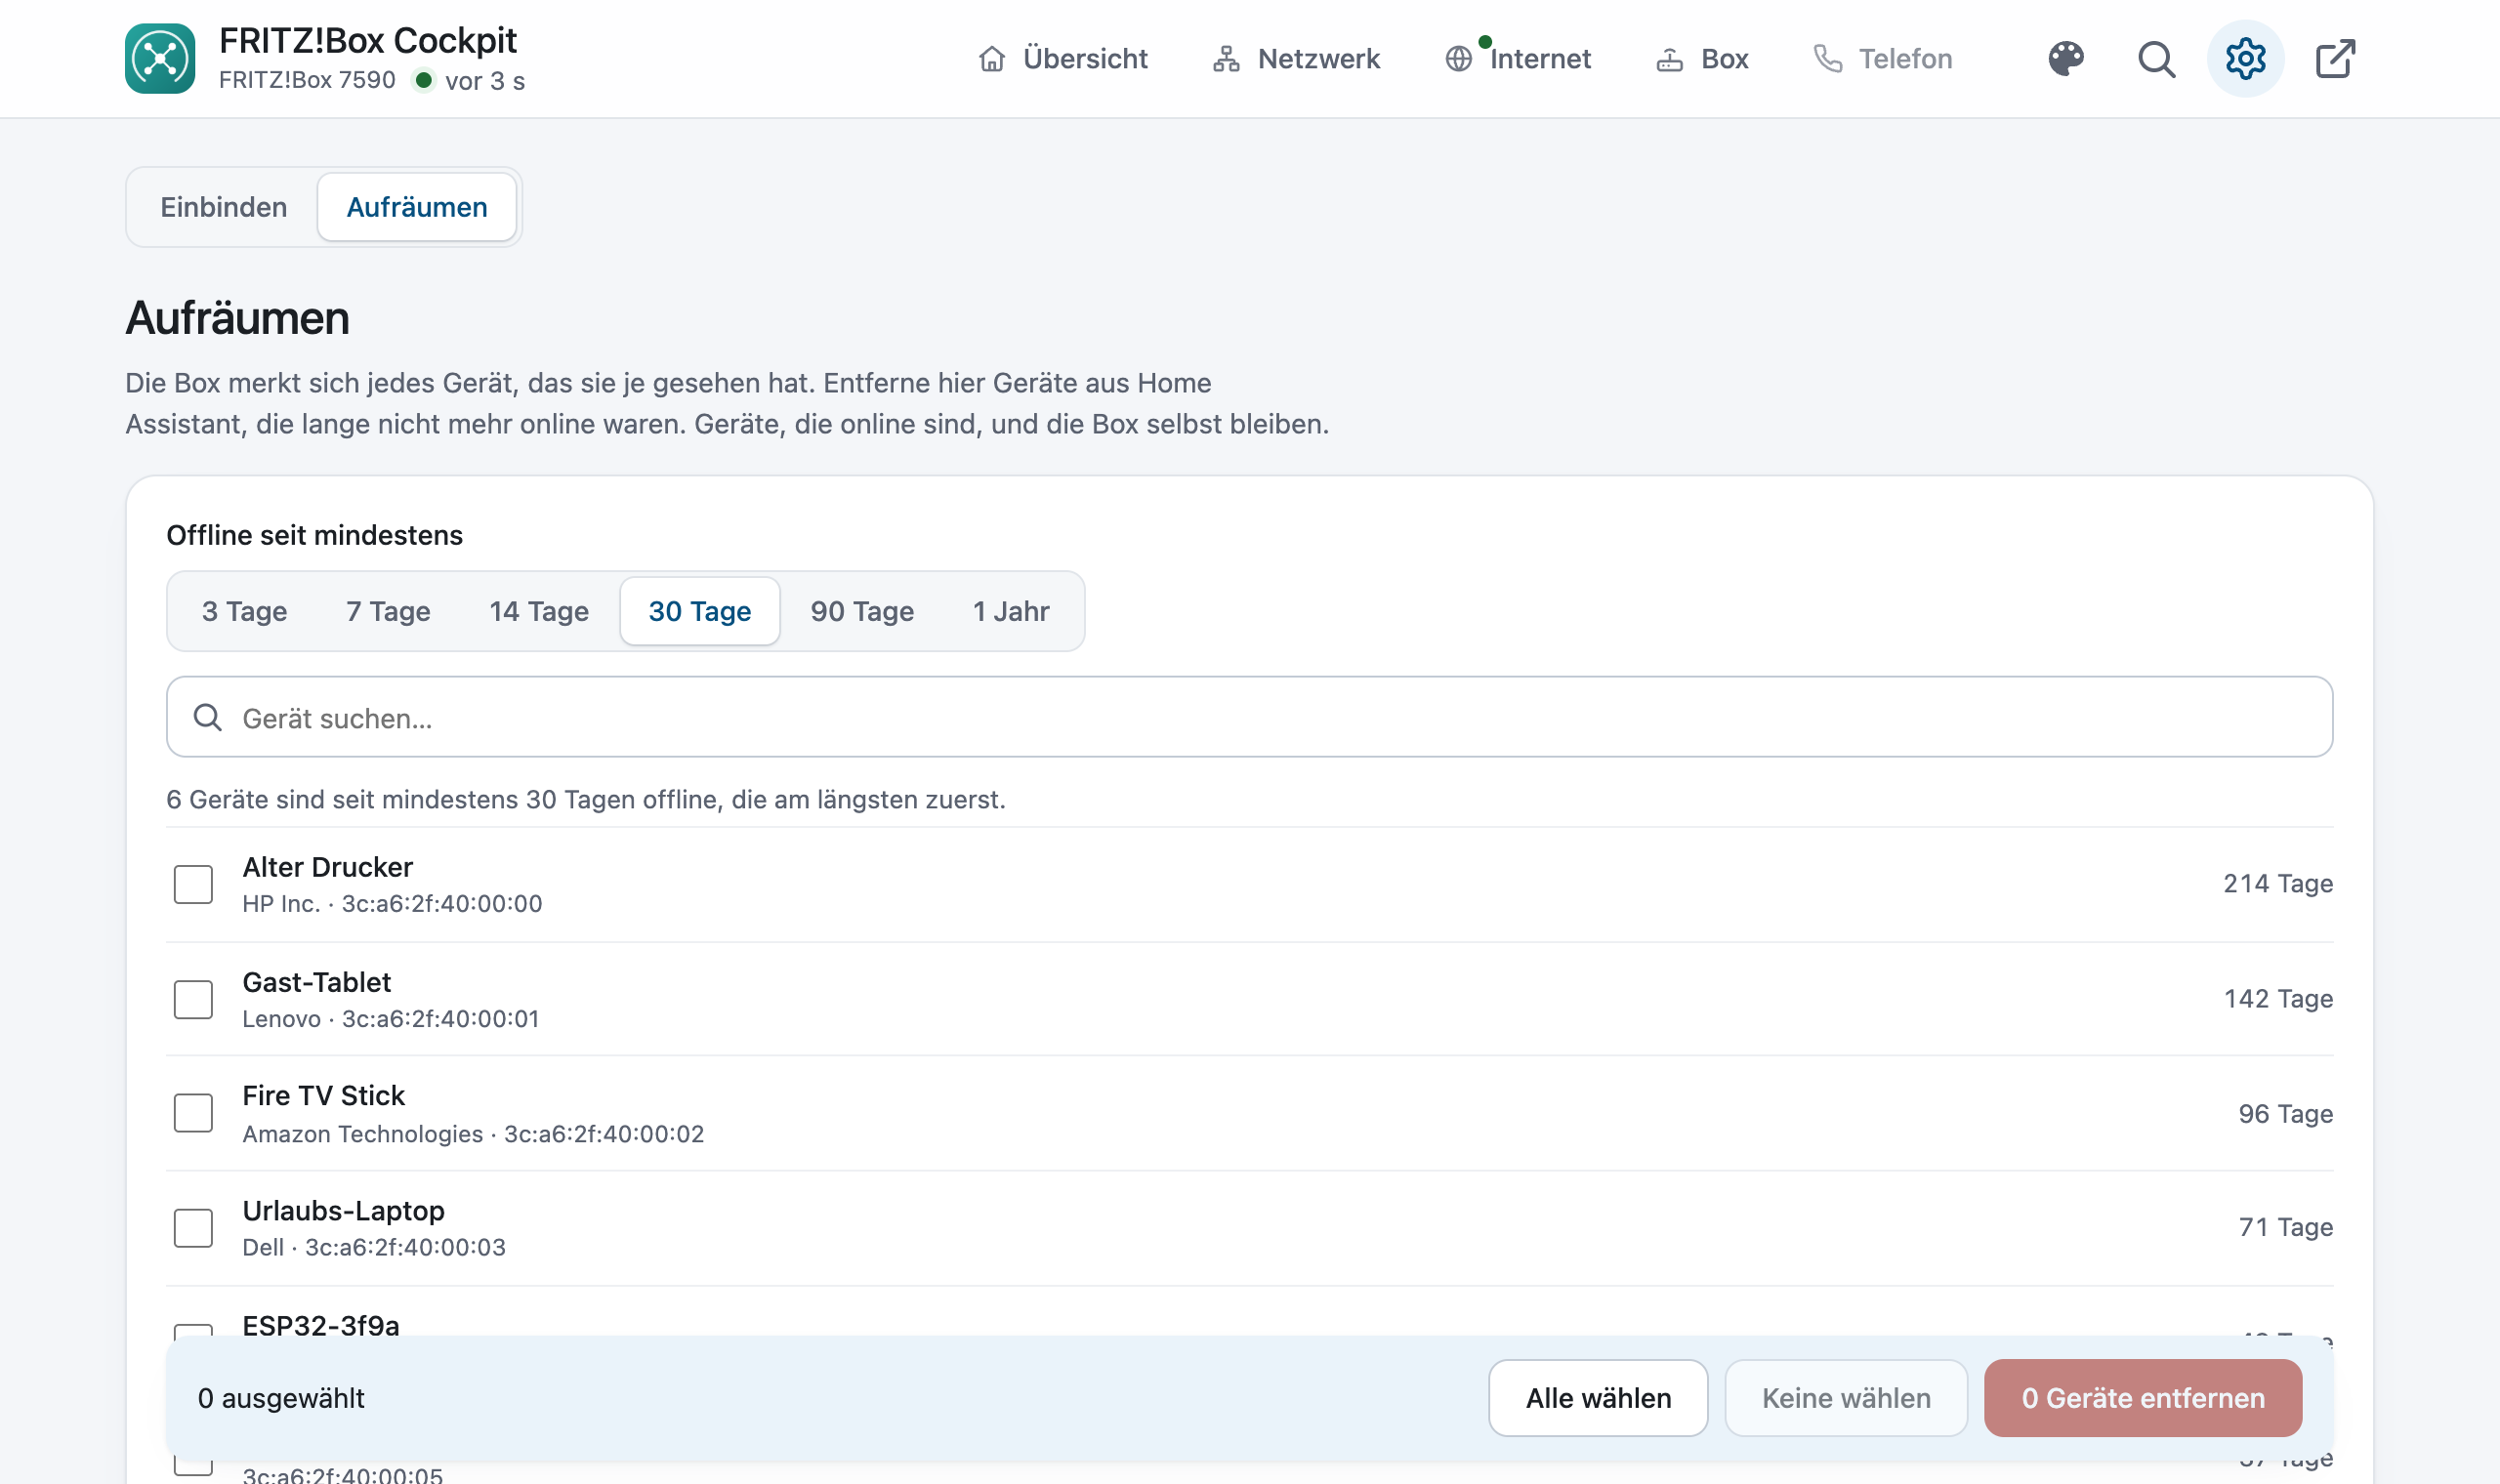 FRITZ!Box Cockpit
FRITZ!Box 7590 vor 3 s
Übersicht
Netzwerk
Internet
Box
Telefon
Einbinden
Aufräumen
Aufräumen
Die Box merkt sich jedes Gerät, das sie je gesehen hat. Entferne hier Geräte aus Home
Assistant, die lange nicht mehr online waren. Geräte, die online sind, und die Box selbst bleiben.
Offline seit mindestens
3 Tage
7 Tage
14 Tage
30 Tage
90 Tage
1 Jahr
Gerät suchen…
6 Geräte sind seit mindestens 30 Tagen offline, die am längsten zuerst.
Alter Drucker
HP Inc. · 3c:a6:2f:40:00:00
214 Tage
Gast-Tablet
Lenovo · 3c:a6:2f:40:00:01
142 Tage
Fire TV Stick
Amazon Technologies · 3c:a6:2f:40:00:02
96 Tage
Urlaubs-Laptop
Dell · 3c:a6:2f:40:00:03
71 Tage
ESP32-3f9a
0 ausgewählt
Alle wählen
Keine wählen
0 Geräte entfernen
3c:a6:2f:40:00:05
Tage